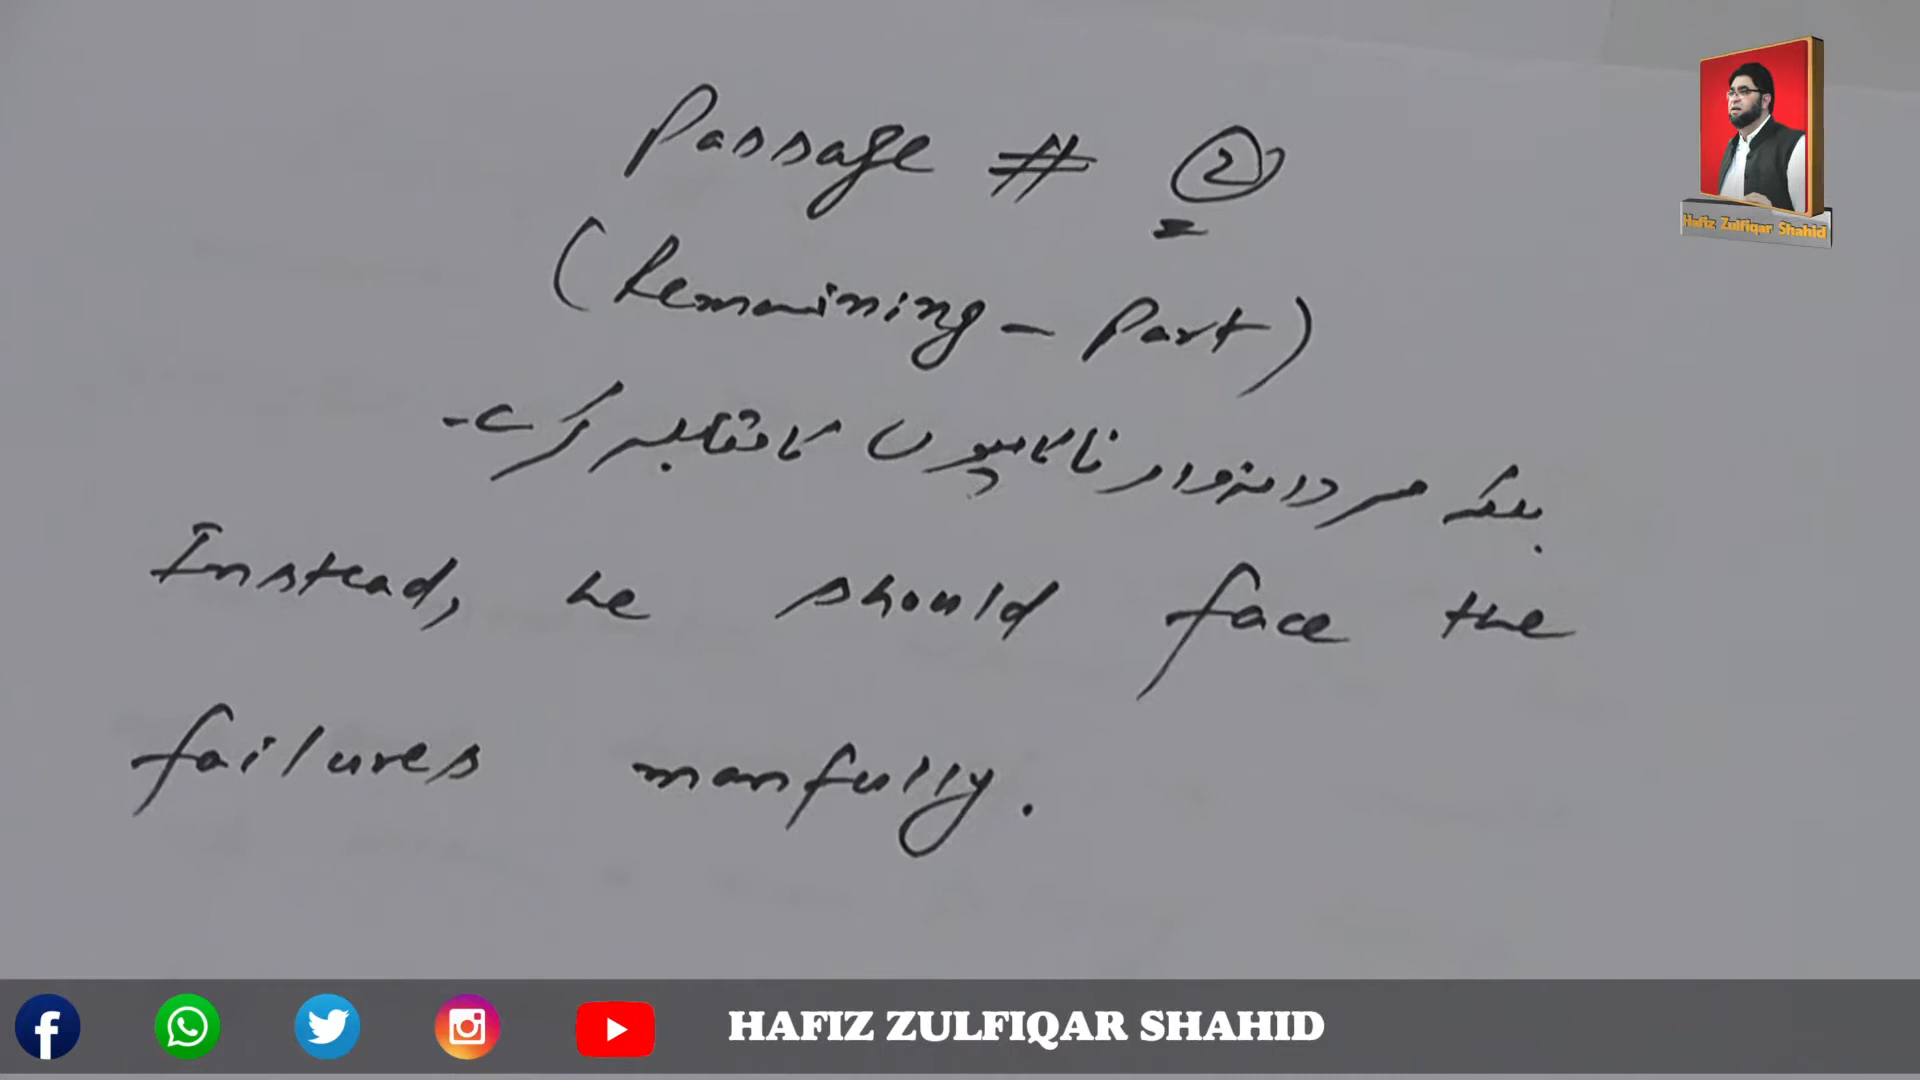 Passage # 2
(Remaining - Part)
بلکہ مردانہ وار ناکامیوں کا مقابلہ کرے۔
Instead, he should face the
failures manfully.
Hafiz Zulfiqar Shahid
HAFIZ ZULFIQAR SHAHID